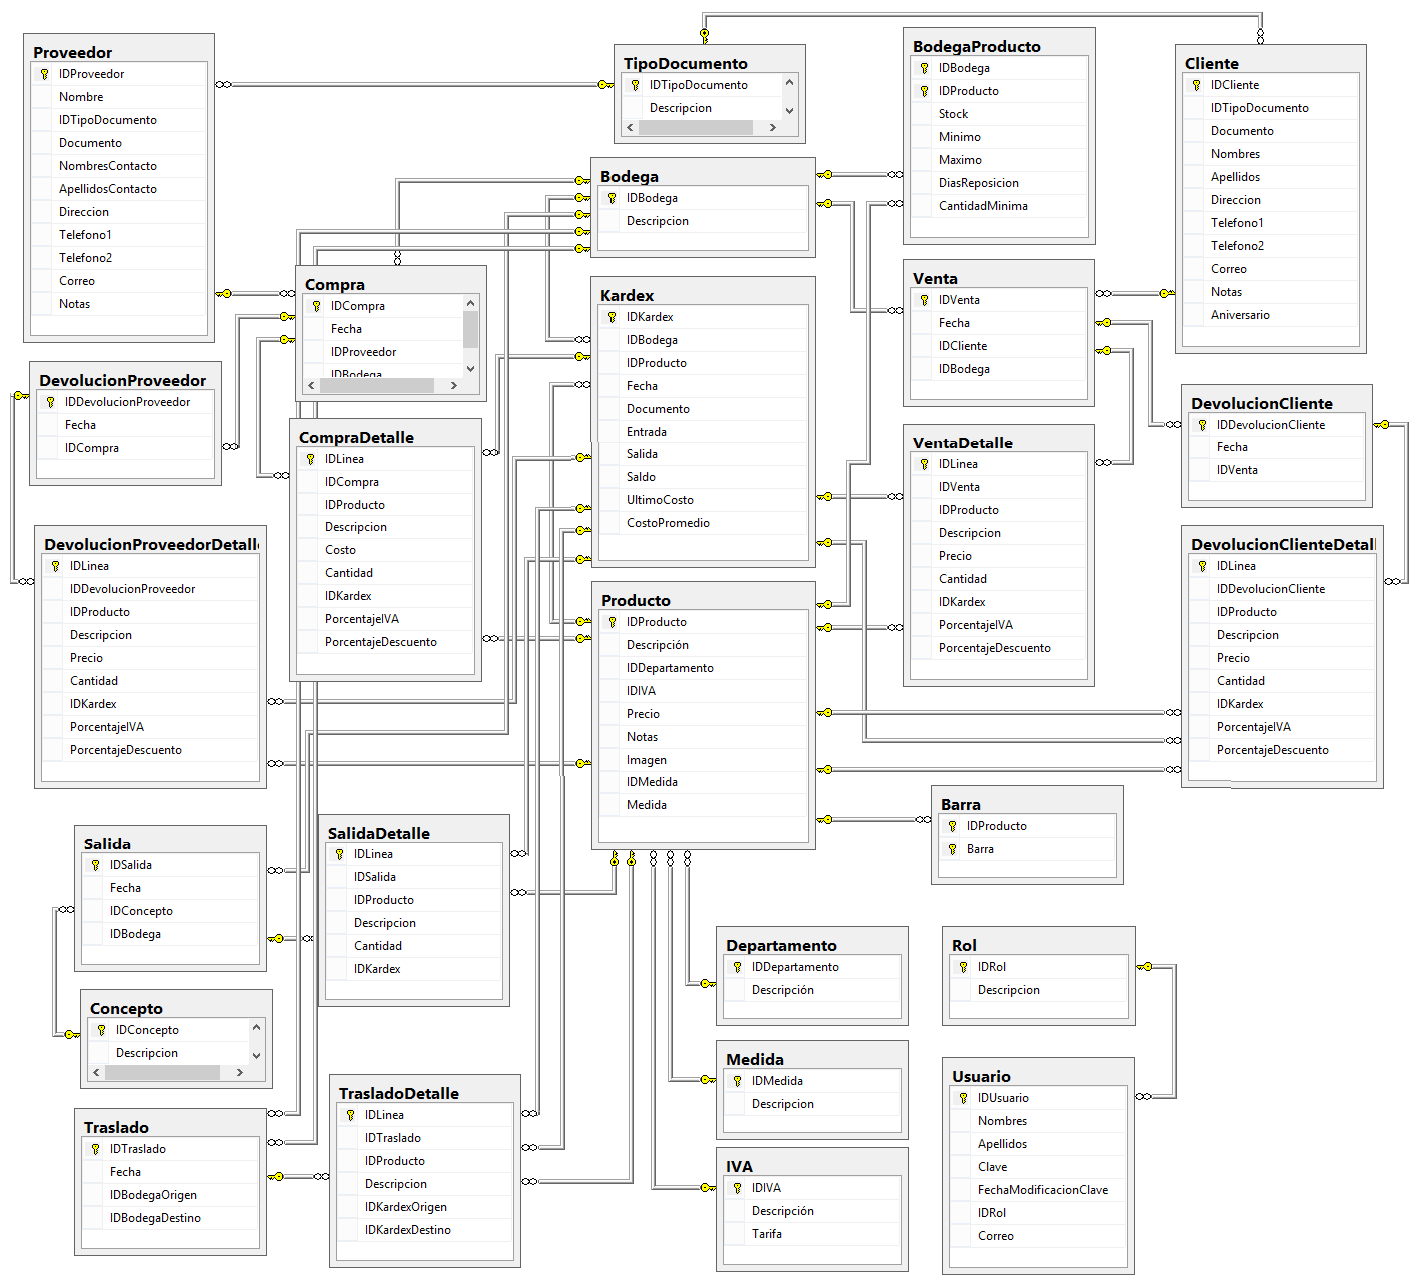 Proveedor
IDProveedor
Nombre
IDTipoDocumento
Documento
NombresContacto
ApellidosContacto
Direccion
Telefono1
Telefono2
Correo
Notas
TipoDocumento
IDTipoDocumento
Descripcion
BodegaProducto
IDBodega
IDProducto
Stock
Minimo
Maximo
DiasReposicion
CantidadMinima
Cliente
IDCliente
IDTipoDocumento
Documento
Nombres
Apellidos
Direccion
Telefono1
Telefono2
Correo
Notas
Aniversario
Bodega
IDBodega
Descripcion
Compra
IDCompra
Fecha
IDProveedor
IDBodega
Kardex
IDKardex
IDBodega
IDProducto
Fecha
Documento
Entrada
Salida
Saldo
UltimoCosto
CostoPromedio
Venta
IDVenta
Fecha
IDCliente
IDBodega
DevolucionProveedor
IDDevolucionProveedor
Fecha
IDCompra
CompraDetalle
IDLinea
IDCompra
IDProducto
Descripcion
Costo
Cantidad
IDKardex
PorcentajeIVA
PorcentajeDescuento
VentaDetalle
IDLinea
IDVenta
IDProducto
Descripcion
Precio
Cantidad
IDKardex
PorcentajeIVA
PorcentajeDescuento
DevolucionCliente
IDDevolucionCliente
Fecha
IDVenta
DevolucionProveedorDetalle
IDLinea
IDDevolucionProveedor
IDProducto
Descripcion
Precio
Cantidad
IDKardex
PorcentajeIVA
PorcentajeDescuento
Producto
IDProducto
Descripción
IDDepartamento
IDIVA
Precio
Notas
Imagen
IDMedida
Medida
DevolucionClienteDetal
IDLinea
IDDevolucionCliente
IDProducto
Descripcion
Precio
Cantidad
IDKardex
PorcentajeIVA
PorcentajeDescuento
Salida
IDSalida
Fecha
IDConcepto
IDBodega
SalidaDetalle
IDLinea
IDSalida
IDProducto
Descripcion
Cantidad
IDKardex
Barra
IDProducto
Barra
Concepto
IDConcepto
Descripcion
Departamento
IDDepartamento
Descripción
Rol
IDRol
Descripcion
Medida
IDMedida
Descripcion
Usuario
IDUsuario
Nombres
Apellidos
Clave
FechaModificacionClave
IDRol
Correo
Traslado
IDTraslado
Fecha
IDBodegaOrigen
IDBodegaDestino
TrasladoDetalle
IDLinea
IDTraslado
IDProducto
Descripcion
IDKardexOrigen
IDKardexDestino
IVA
IDIVA
Descripción
Tarifa